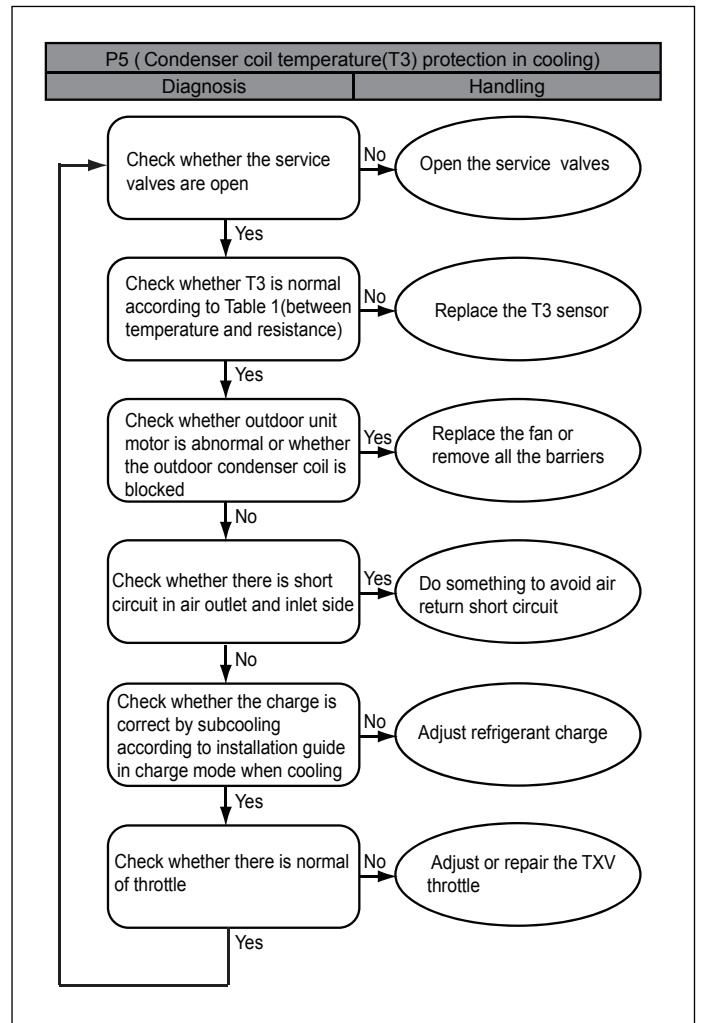 P5 ( Condenser coil temperature(T3) protection in cooling)
Diagnosis
Handling
Check whether the service
valves are open
No
Open the service valves
Yes
Check whether T3 is normal
according to Table 1(between
temperature and resistance)
No
Replace the T3 sensor
Yes
Check whether outdoor unit
motor is abnormal or whether
the outdoor condenser coil is
blocked
Yes
Replace the fan or
remove all the barriers
No
Check whether there is short
circuit in air outlet and inlet side
Yes
Do something to avoid air
return short circuit
No
Check whether the charge is
correct by subcooling
according to installation guide
in charge mode when cooling
No
Adjust refrigerant charge
Yes
Check whether there is normal
of throttle
No
Adjust or repair the TXV
throttle
Yes